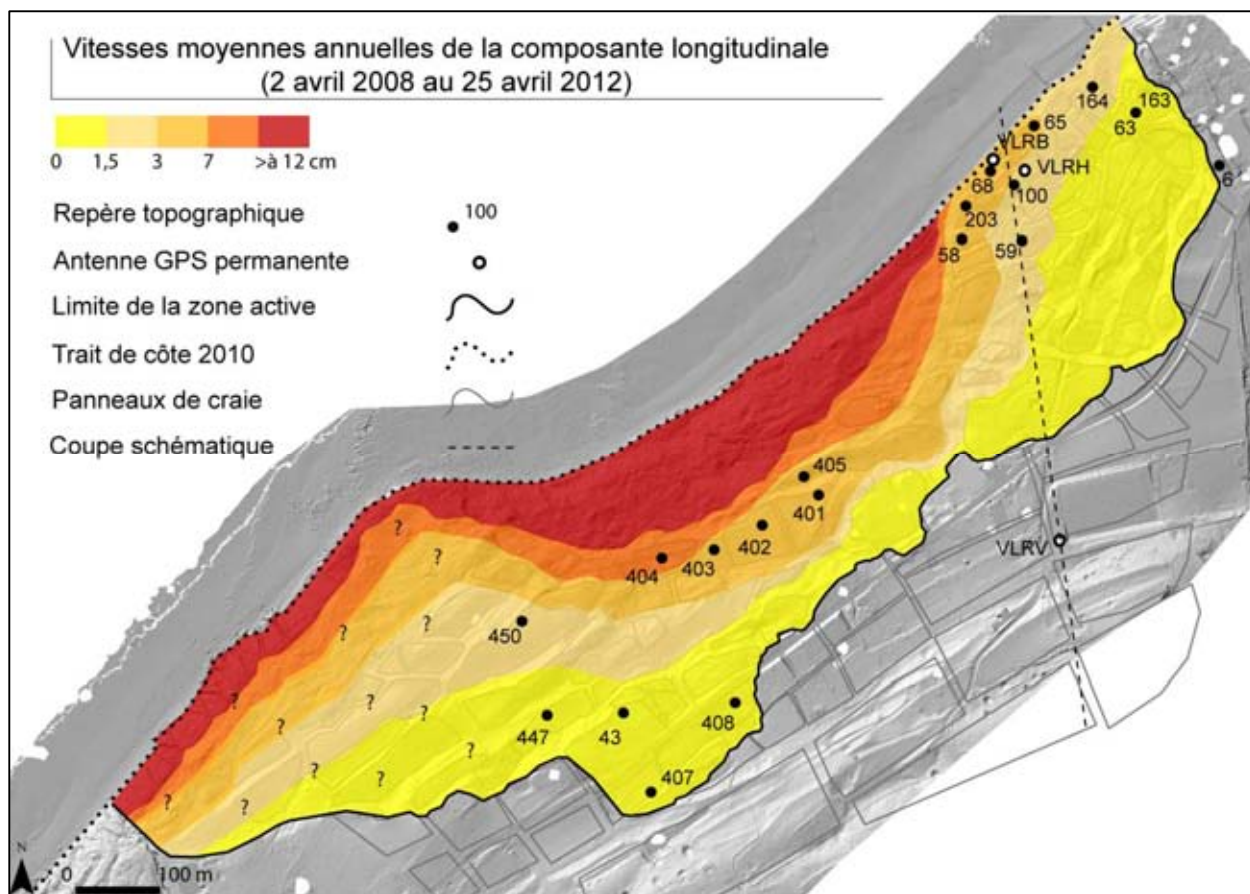 Vitesses moyennes annuelles de la composante longitudinale
(2 avril 2008 au 25 avril 2012)
0 1,5 3 7 >à 12 cm
Repère topographique 100
Antenne GPS permanente
Limite de la zone active
Trait de côte 2010
Panneaux de craie
Coupe schématique
164
163
63
65
VLRB
VLRH
6
68
100
203
58
59
405
401
402
403
404
VLRV
450
?
?
?
?
?
?
?
?
?
?
?
?
?
447
43
408
407
N
0 100 m